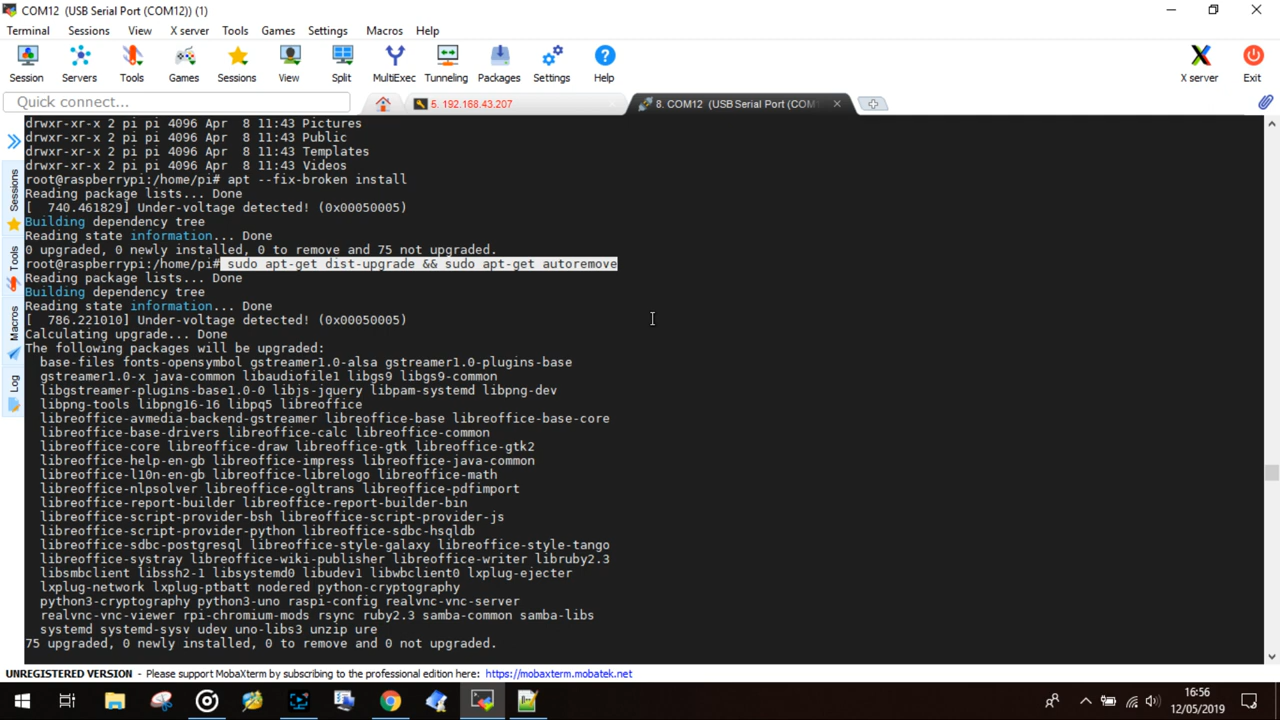 COM12  (USB Serial Port (COM12)) (1)
Terminal Sessions View X server Tools Games Settings Macros Help
Session Servers Tools Games Sessions View Split MultiExec Tunneling Packages Settings Help X server Exit
Quick connect...
5. 192.168.43.207
8. COM12  (USB Serial Port (COM1
Sessions
Tools
Macros
Log
drwxr-xr-x 2 pi pi 4096 Apr  8 11:43 Pictures
drwxr-xr-x 2 pi pi 4096 Apr  8 11:43 Public
drwxr-xr-x 2 pi pi 4096 Apr  8 11:43 Templates
drwxr-xr-x 2 pi pi 4096 Apr  8 11:43 Videos
root@raspberrypi:/home/pi# apt --fix-broken install
Reading package lists... Done
[  740.461829] Under-voltage detected! (0x00050005)
Building dependency tree
Reading state information... Done
0 upgraded, 0 newly installed, 0 to remove and 75 not upgraded.
root@raspberrypi:/home/pi# sudo apt-get dist-upgrade && sudo apt-get autoremove
Reading package lists... Done
Building dependency tree
Reading state information... Done
[  786.221010] Under-voltage detected! (0x00050005)
Calculating upgrade... Done
The following packages will be upgraded:
base-files fonts-opensymbol gstreamer1.0-alsa gstreamer1.0-plugins-base
gstreamer1.0-x java-common libaudiofile1 libgs9 libgs9-common
libgstreamer-plugins-base1.0-0 libjs-jquery libpam-systemd libpng-dev
libpng-tools libpng16-16 libpq5 libreoffice
libreoffice-avmedia-backend-gstreamer libreoffice-base libreoffice-base-core
libreoffice-base-drivers libreoffice-calc libreoffice-common
libreoffice-core libreoffice-draw libreoffice-gtk libreoffice-gtk2
libreoffice-help-en-gb libreoffice-impress libreoffice-java-common
libreoffice-l10n-en-gb libreoffice-librelogo libreoffice-math
libreoffice-nlpsolver libreoffice-ogltrans libreoffice-pdfimport
libreoffice-report-builder libreoffice-report-builder-bin
libreoffice-script-provider-bsh libreoffice-script-provider-js
libreoffice-script-provider-python libreoffice-sdbc-hsqldb
libreoffice-sdbc-postgresql libreoffice-style-galaxy libreoffice-style-tango
libreoffice-systray libreoffice-wiki-publisher libreoffice-writer libruby2.3
libsmbclient libssh2-1 libsystemd0 libudev1 libwbclient0 lxplug-ejecter
lxplug-network lxplug-ptbatt nodered python-cryptography
python3-cryptography python3-uno raspi-config realvnc-vnc-server
realvnc-vnc-viewer rpi-chromium-mods rsync ruby2.3 samba-common samba-libs
systemd systemd-sysv udev uno-libs3 unzip ure
75 upgraded, 0 newly installed, 0 to remove and 0 not upgraded.
UNREGISTERED VERSION - Please support MobaXterm by subscribing to the professional edition here: https://mobaxterm.mobatek.net
16:56
12/05/2019